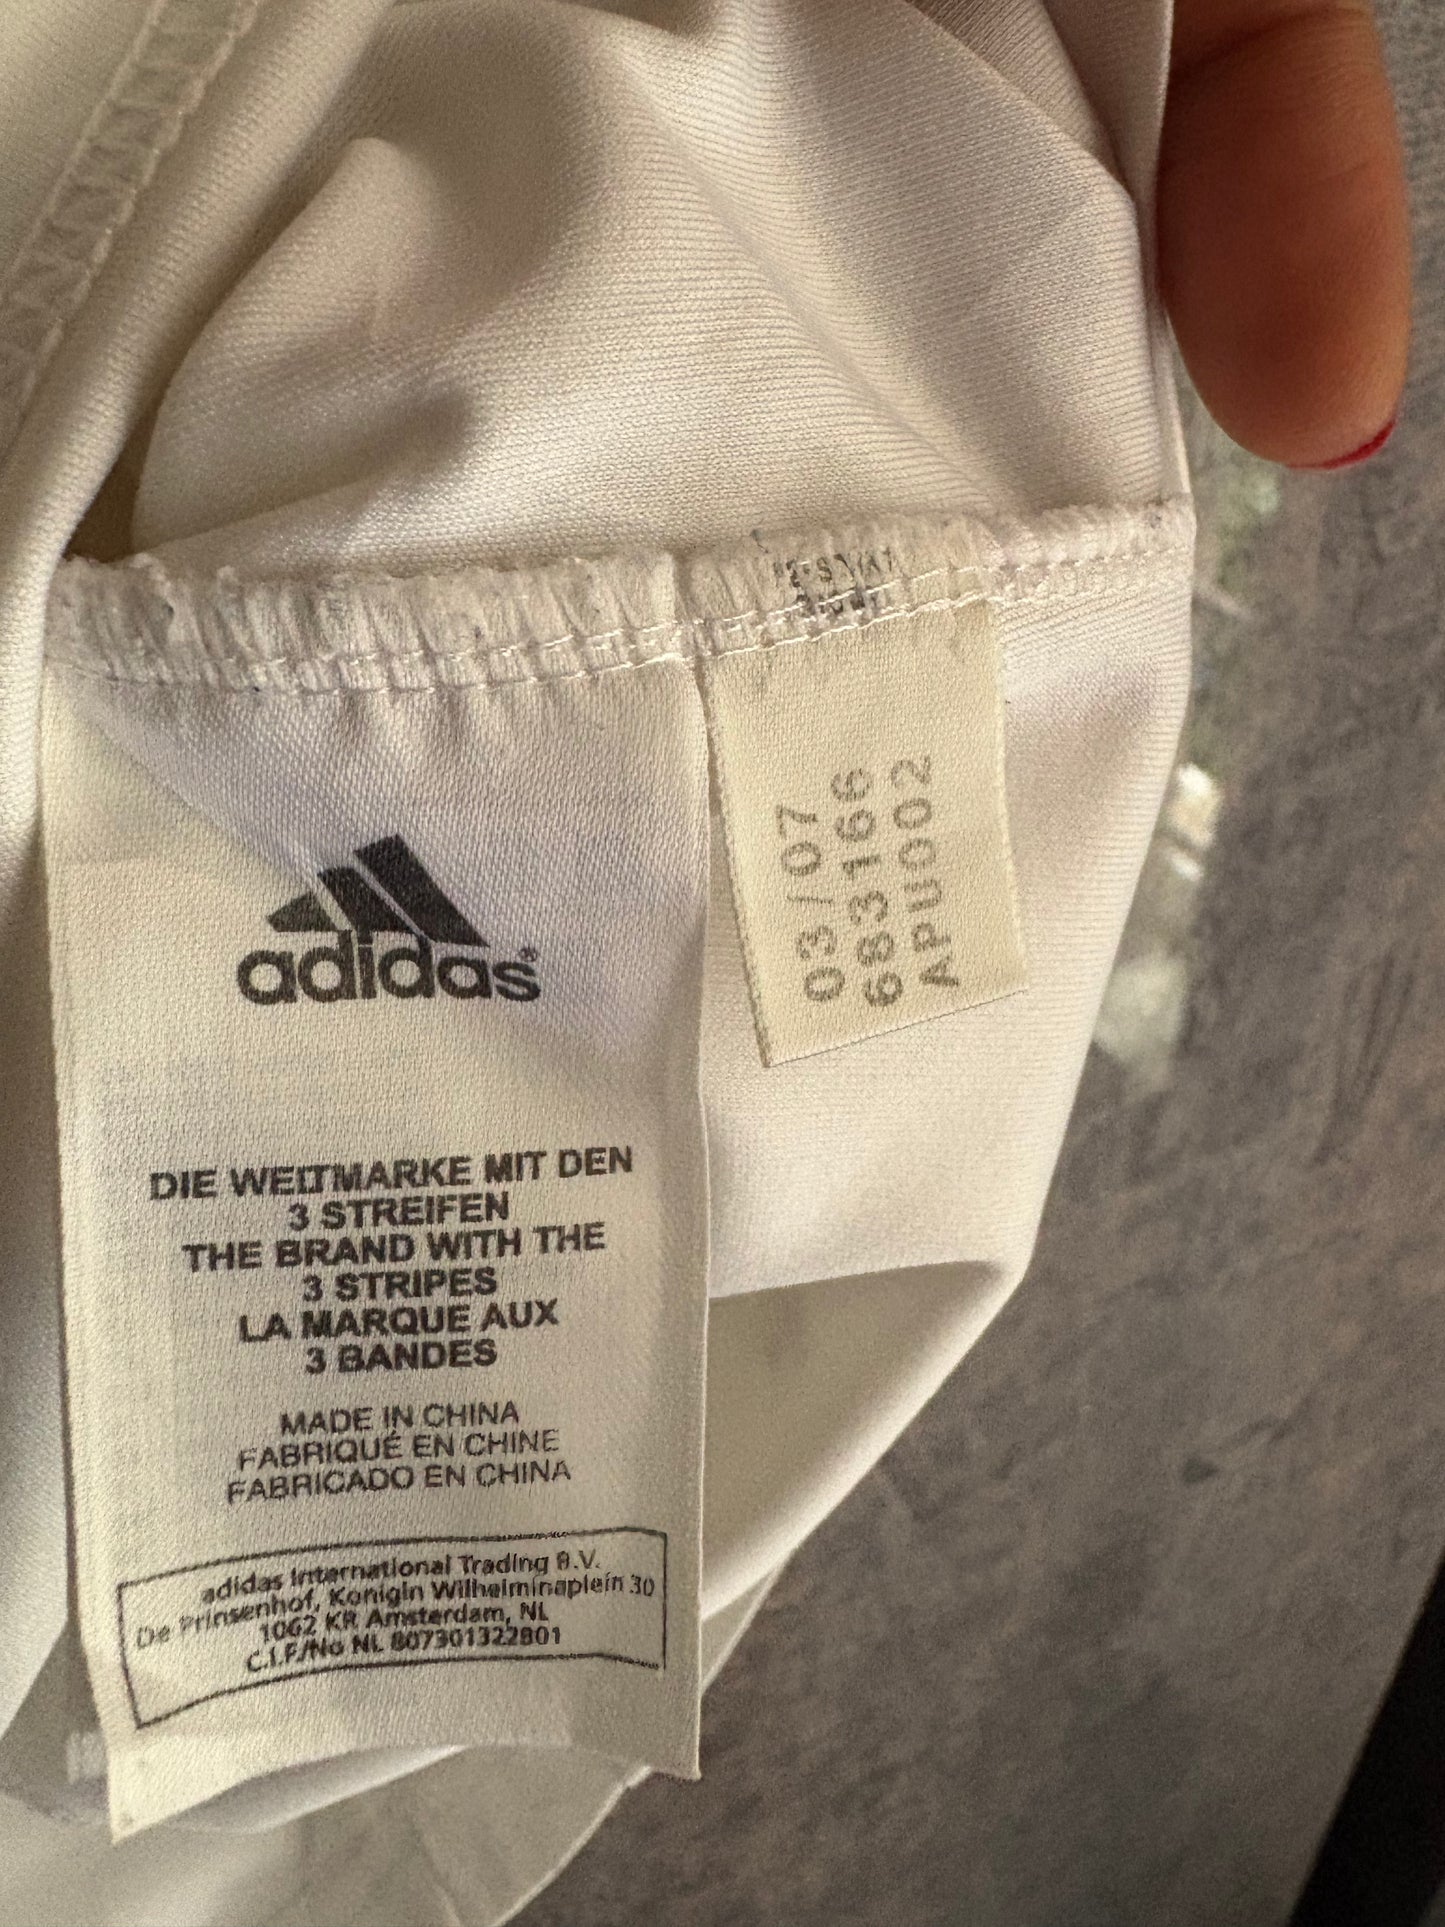 adidas®
DIE WELTMARKE MIT DEN
3 STREIFEN
THE BRAND WITH THE
3 STRIPES
LA MARQUE AUX
3 BANDES
MADE IN CHINA
FABRIQUÉ EN CHINE
FABRICADO EN CHINA
adidas International Trading B.V.
De Prinsenhof, Konigin Wilhelminaplein 30
1062 KR Amsterdam, NL
C.I.F/No NL 807301322B01
03/07
683166
APU002